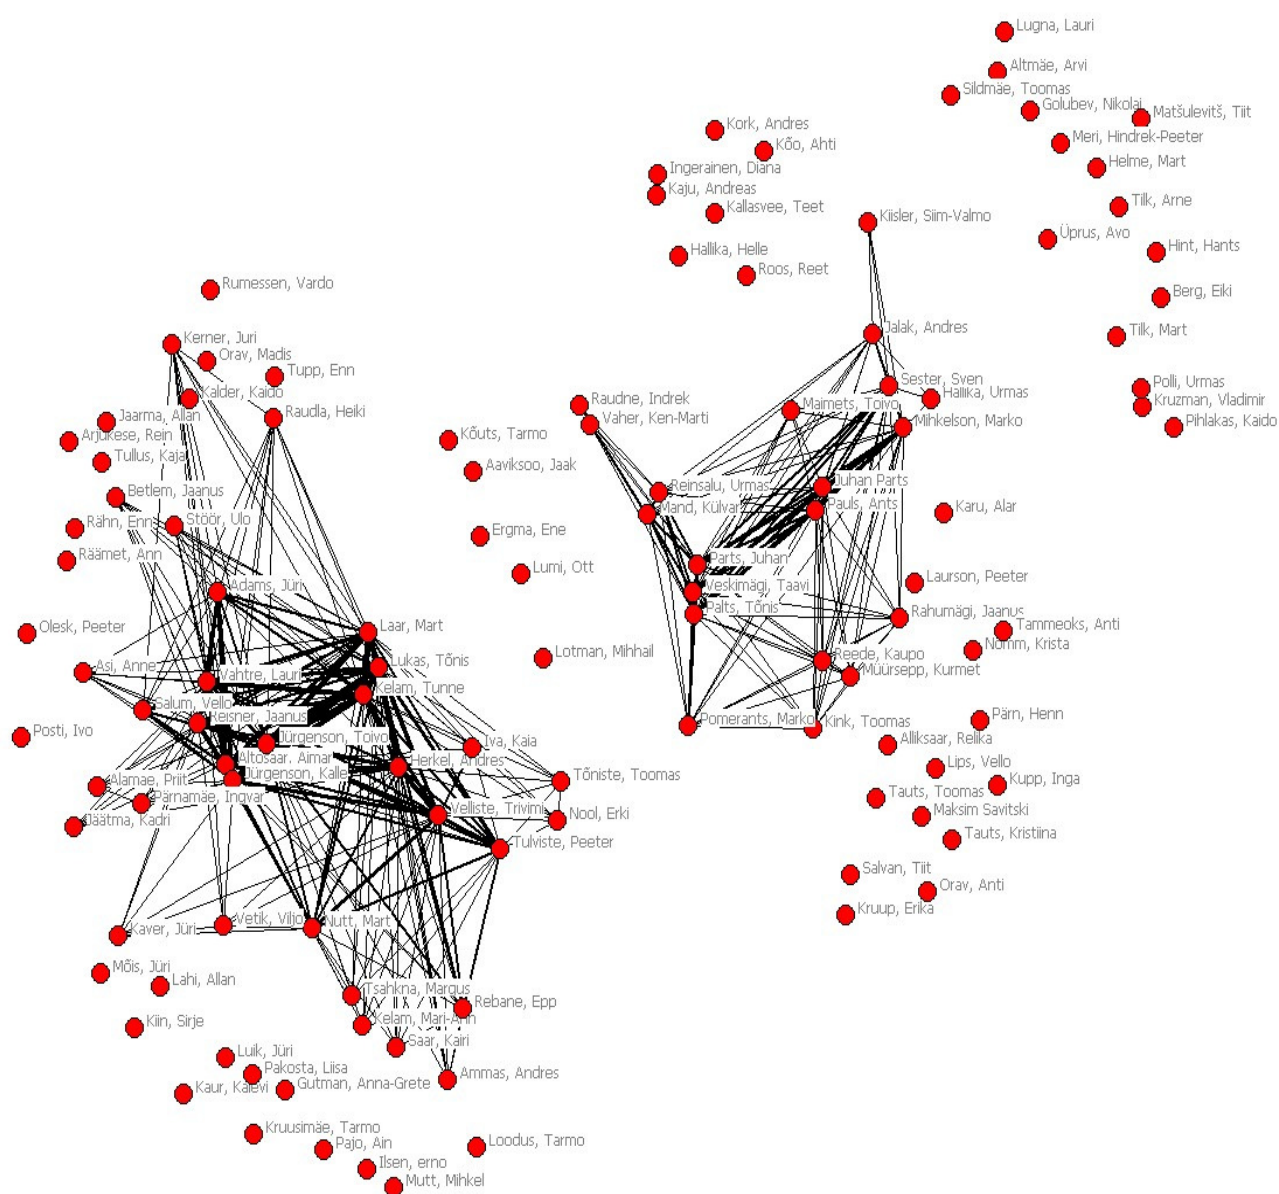 Lugna, Lauri
Altmäe, Arvi
Sildmäe, Toomas
Golubev, Nikolai
Matšulevitš, Tiit
Kork, Andres
Meri, Hindrek-Peeter
Kõo, Ahti
Helme, Mart
Ingerainen, Diana
Kaju, Andreas
Tilk, Arne
Kallasvee, Teet
Kiisler, Siim-Valmo
Üprus, Avo
Hint, Hants
Hallika, Helle
Roos, Reet
Rumessen, Vardo
Berg, Eiki
Jalak, Andres
Tilk, Mart
Kerner, Juri
Orav, Madis
Tupp, Enn
Sester, Sven
Polli, Urmas
Kalder, Kaido
Hallika, Urmas
Raudne, Indrek
Maimets, Toivo
Kruzman, Vladimir
Jaarma, Allan
Raudla, Heiki
Vaher, Ken-Marti
Mihkelson, Marko
Pihlakas, Kaido
Arjukese, Rein
Kõuts, Tarmo
Tullus, Kaja
Aaviksoo, Jaak
Betlem, Jaanus
Reinsalu, Urmas
Juhan Parts
Mand, Külvar
Pauls, Ants
Karu, Alar
Rähn, Enn
Stöör, Ulo
Ergma, Ene
Räämet, Ann
Parts, Juhan
Lumi, Ott
Laurson, Peeter
Adams, Jüri
Veskimägi, Taavi
Palts, Tõnis
Rahumägi, Jaanus
Olesk, Peeter
Laar, Mart
Tammeoks, Anti
Nomm, Krista
Lotman, Mihhail
Lukas, Tõnis
Reede, Kaupo
Asi, Anne
Vahtre, Lauri
Müürsepp, Kurmet
Kelam, Tunne
Salum, Vello
Reisner, Jaanus
Pomerants, Marko
Kink, Toomas
Pärn, Henn
Posti, Ivo
Jürgenson, Toivo
Iva, Kaia
Alliksaar, Relika
Altosaar, Aimar
Herkel, Andres
Lips, Vello
Jürgenson, Kalle
Tõniste, Toomas
Alamäe, Priit
Kupp, Inga
Pärnamäe, Ingvar
Tauts, Toomas
Velliste, Trivimi
Nool, Erki
Maksim Savitski
Jäätma, Kadri
Tauts, Kristiina
Tulviste, Peeter
Salvan, Tiit
Orav, Anti
Kruup, Erika
Vetik, Viljo
Nutt, Mart
Kaver, Jüri
Mõis, Jüri
Lahi, Allan
Tsahkna, Margus
Rebane, Epp
Kiin, Sirje
Kelam, Mari-Ann
Saar, Kairi
Luik, Jüri
Pakosta, Liisa
Ammas, Andres
Kaur, Kalevi
Gutman, Anna-Grete
Kruusimäe, Tarmo
Pajo, Ain
Loodus, Tarmo
Ilsen, erno
Mutt, Mihkel